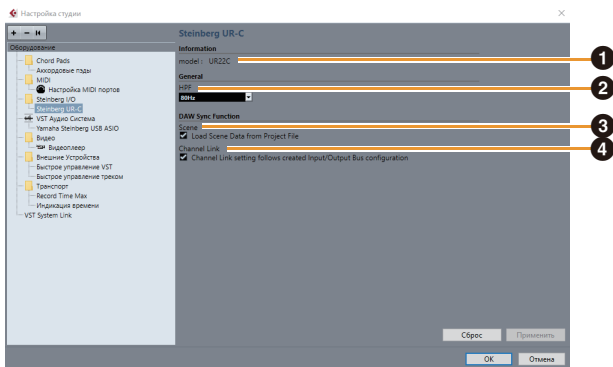 Настройка студии
+ – I◂
Оборудование
Chord Pads
Аккордовые пэды
MIDI
Настройка MIDI портов
Steinberg I/O
Steinberg UR-C
VST Аудио Система
Yamaha Steinberg USB ASIO
Видео
Видеоплеер
Внешние Устройства
Быстрое управление VST
Быстрое управление треком
Транспорт
Record Time Max
Индикация времени
VST System Link
Steinberg UR-C
Information
model : UR22C
1
General
HPF
2
80Hz
DAW Sync Function
Scene
3
Load Scene Data from Project File
Channel Link
4
Channel Link setting follows created Input/Output Bus configuration
Сброс
Применить
OK
Отмена